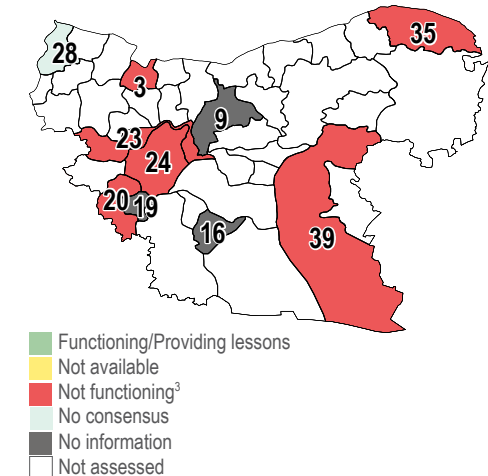 35
28
3
9
23
24
20
19
16
39
Functioning/Providing lessons
Not available
Not functioning³
No consensus
No information
Not assessed